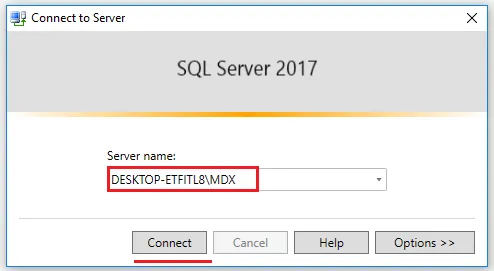 Connect to Server
SQL Server 2017
Server name:
DESKTOP-ETFITL8\MDX
Connect Cancel Help Options >>